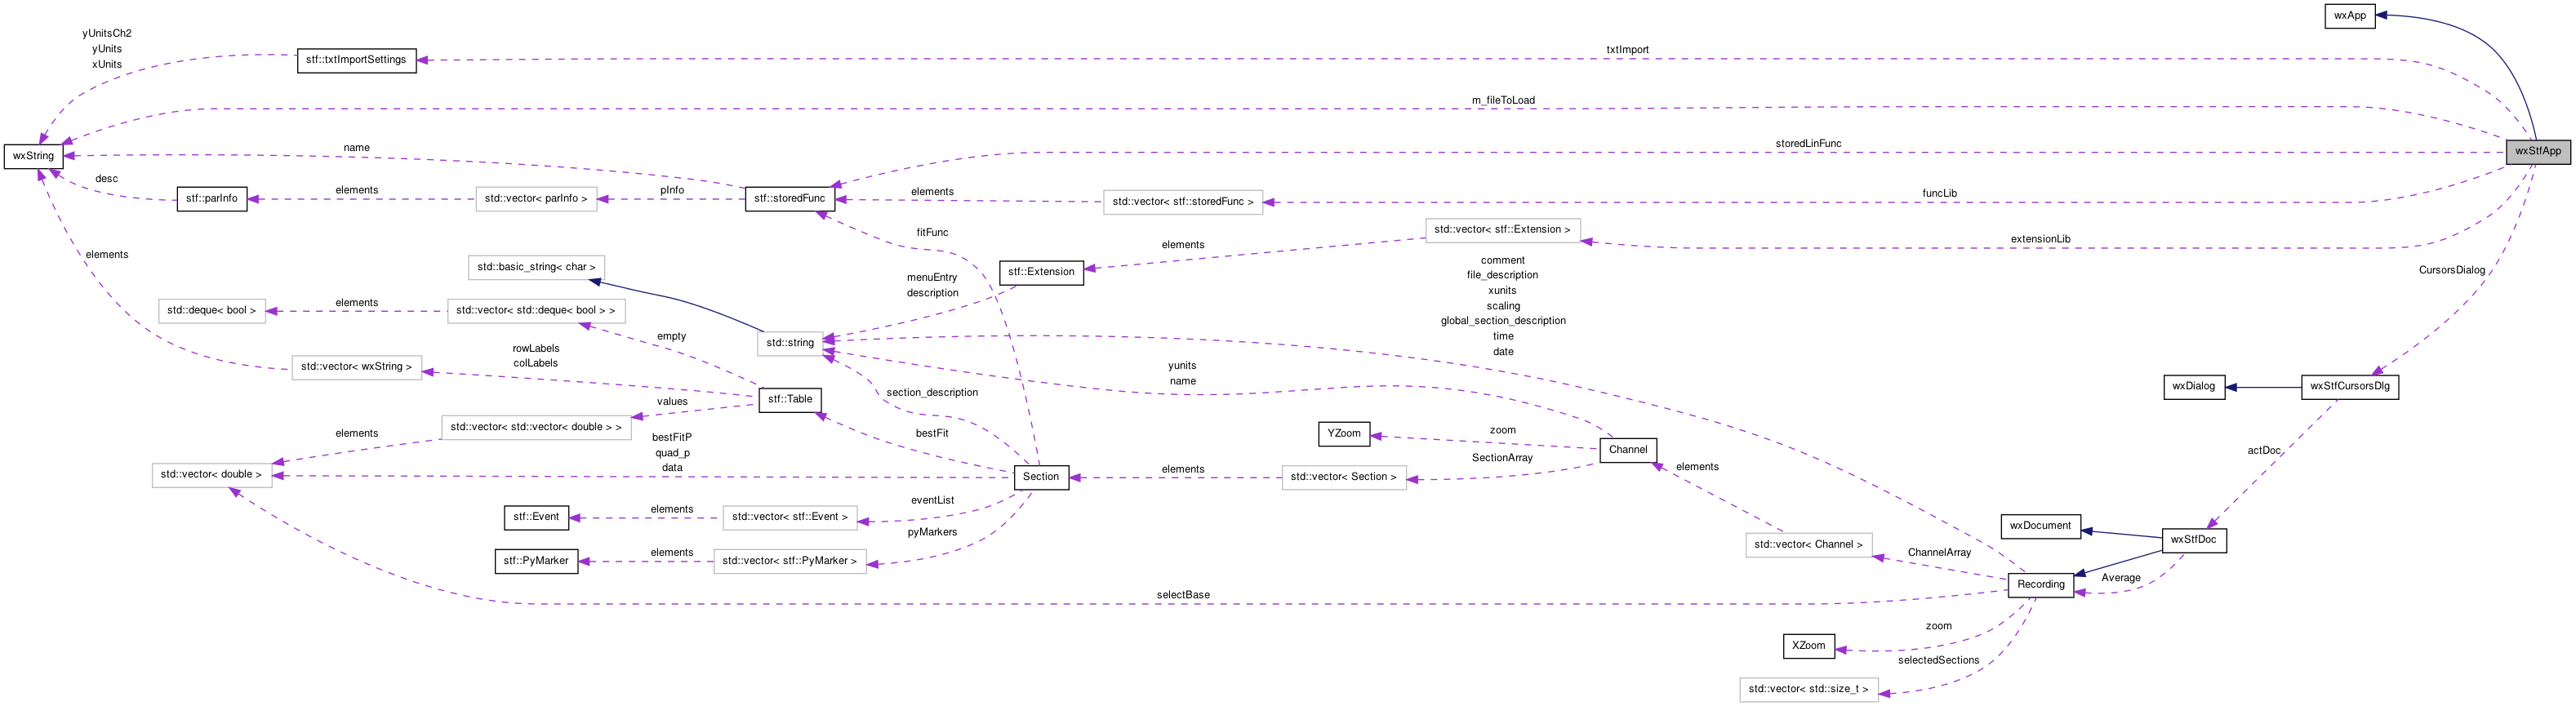 wxApp
yUnitsCh2
yUnits
xUnits
txtImport
stf::txtImportSettings
m_fileToLoad
storedLinFunc
name
wxString
wxStfApp
desc
elements
pInfo
elements
funcLib
stf::parInfo
std::vector< parInfo >
stf::storedFunc
std::vector< stf::storedFunc >
fitFunc
std::vector< stf::Extension >
extensionLib
elements
elements
std::basic_string< char >
stf::Extension
CursorsDialog
menuEntry
description
comment
file_description
xunits
scaling
global_section_description
time
date
elements
std::deque< bool >
std::vector< std::deque< bool > >
empty
std::string
rowLabels
colLabels
std::vector< wxString >
yunits
name
wxDialog
wxStfCursorsDlg
section_description
stf::Table
values
std::vector< std::vector< double > >
elements
bestFit
bestFitP
quad_p
data
YZoom
zoom
Channel
SectionArray
actDoc
std::vector< double >
Section
elements
std::vector< Section >
elements
eventList
stf::Event
elements
std::vector< stf::Event >
wxDocument
wxStfDoc
pyMarkers
std::vector< Channel >
ChannelArray
stf::PyMarker
elements
std::vector< stf::PyMarker >
Average
Recording
selectBase
zoom
XZoom
selectedSections
std::vector< std::size_t >